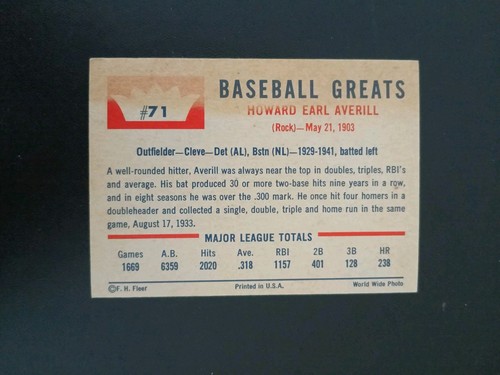 #71
BASEBALL GREATS
HOWARD EARL AVERILL
(Rock)—May 21, 1903
Outfielder—Cleve—Det (AL), Bstn (NL)—1929-1941, batted left
A well-rounded hitter, Averill was always near the top in doubles, triples, RBI's
and average. His bat produced 30 or more two-base hits nine years in a row,
and in eight seasons he was over the .300 mark. He once hit four homers in a
doubleheader and collected a single, double, triple and home run in the same
game, August 17, 1933.
MAJOR LEAGUE TOTALS
Games A.B. Hits Ave. RBI 2B 3B HR
1669 6359 2020 .318 1157 401 128 238
©F. H. Fleer Printed in U.S.A. World Wide Photo